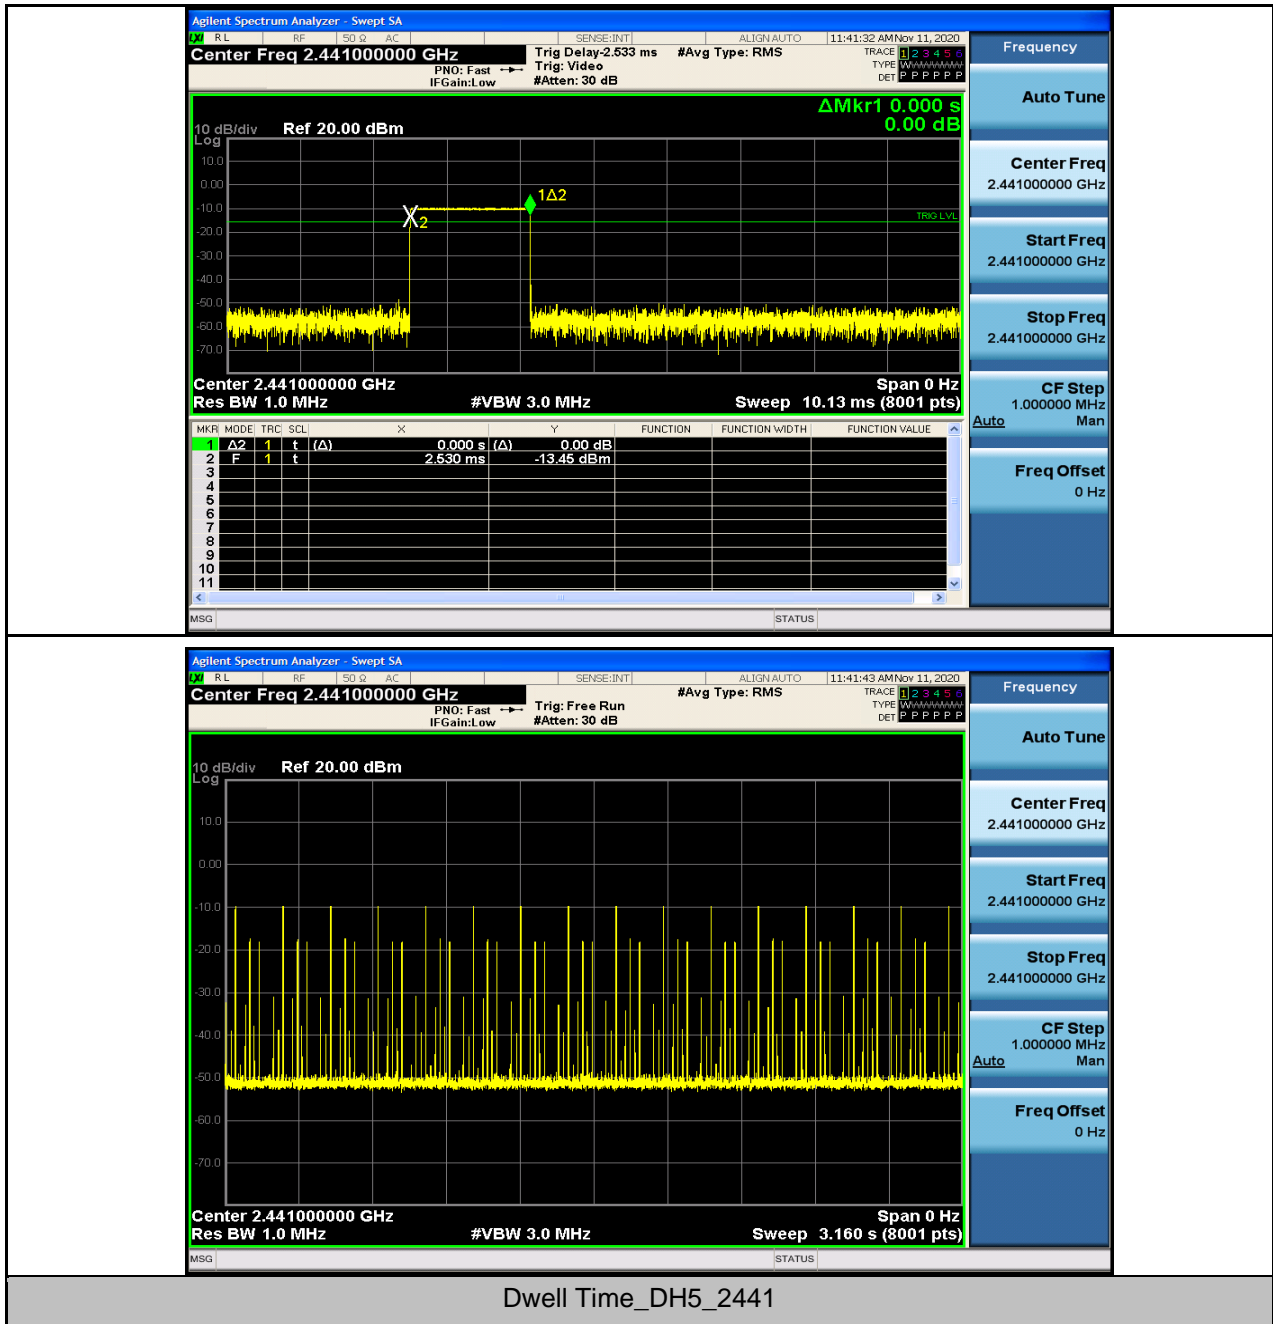 Agilent Spectrum Analyzer - Swept SA
LXI RL RF 50 Ω AC SENSE:INT ALIGN AUTO 11:41:32 AM Nov 11, 2020
Center Freq 2.441000000 GHz Trig Delay-2.533 ms #Avg Type: RMS TRACE 1 2 3 4 5 6
PNO: Fast Trig: Video TYPE WWWWWW
IFGain:Low #Atten: 30 dB DET P P P P P P
ΔMkr1 0.000 s
0.00 dB
10 dB/div Ref 20.00 dBm
Log
10.0
0.00
-10.0
-20.0
-30.0
-40.0
-50.0
-60.0
-70.0
1Δ2
2
TRIG LVL
Center 2.441000000 GHz Span 0 Hz
Res BW 1.0 MHz #VBW 3.0 MHz Sweep 10.13 ms (8001 pts)
MKR MODE TRC SCL X Y FUNCTION FUNCTION WIDTH FUNCTION VALUE
1 Δ2 1 t (Δ) 0.000 s (Δ) 0.00 dB
2 F 1 t 2.530 ms -13.45 dBm
3
4
5
6
7
8
9
10
11
MSG STATUS
Frequency
Auto Tune
Center Freq
2.441000000 GHz
Start Freq
2.441000000 GHz
Stop Freq
2.441000000 GHz
CF Step
1.000000 MHz
Auto Man
Freq Offset
0 Hz
Agilent Spectrum Analyzer - Swept SA
LXI RL RF 50 Ω AC SENSE:INT ALIGN AUTO 11:41:43 AM Nov 11, 2020
Center Freq 2.441000000 GHz #Avg Type: RMS TRACE 1 2 3 4 5 6
PNO: Fast Trig: Free Run TYPE WWWWWW
IFGain:Low #Atten: 30 dB DET P P P P P P
10 dB/div Ref 20.00 dBm
Log
10.0
0.00
-10.0
-20.0
-30.0
-40.0
-50.0
-60.0
-70.0
Center 2.441000000 GHz Span 0 Hz
Res BW 1.0 MHz #VBW 3.0 MHz Sweep 3.160 s (8001 pts)
MSG STATUS
Frequency
Auto Tune
Center Freq
2.441000000 GHz
Start Freq
2.441000000 GHz
Stop Freq
2.441000000 GHz
CF Step
1.000000 MHz
Auto Man
Freq Offset
0 Hz
Dwell Time_DH5_2441